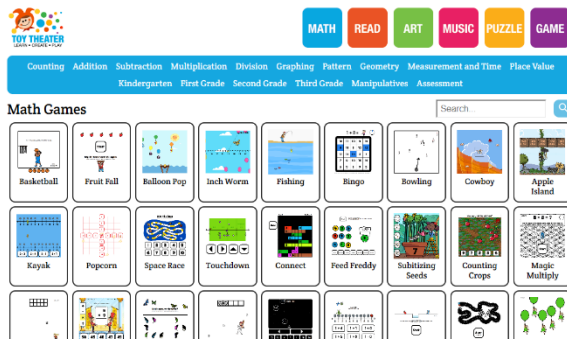 TOY THEATER
LEARN • CREATE • PLAY
MATH READ ART MUSIC PUZZLE GAME
Counting Addition Subtraction Multiplication Division Graphing Pattern Geometry Measurement and Time Place Value
Kindergarten First Grade Second Grade Third Grade Manipulatives Assessment
Math Games
Search...
Basketball Fruit Fall Balloon Pop Inch Worm Fishing Bingo Bowling Cowboy Apple Island
Kayak Popcorn Space Race Touchdown Connect Feed Freddy Subitizing Seeds Counting Crops Magic Multiply